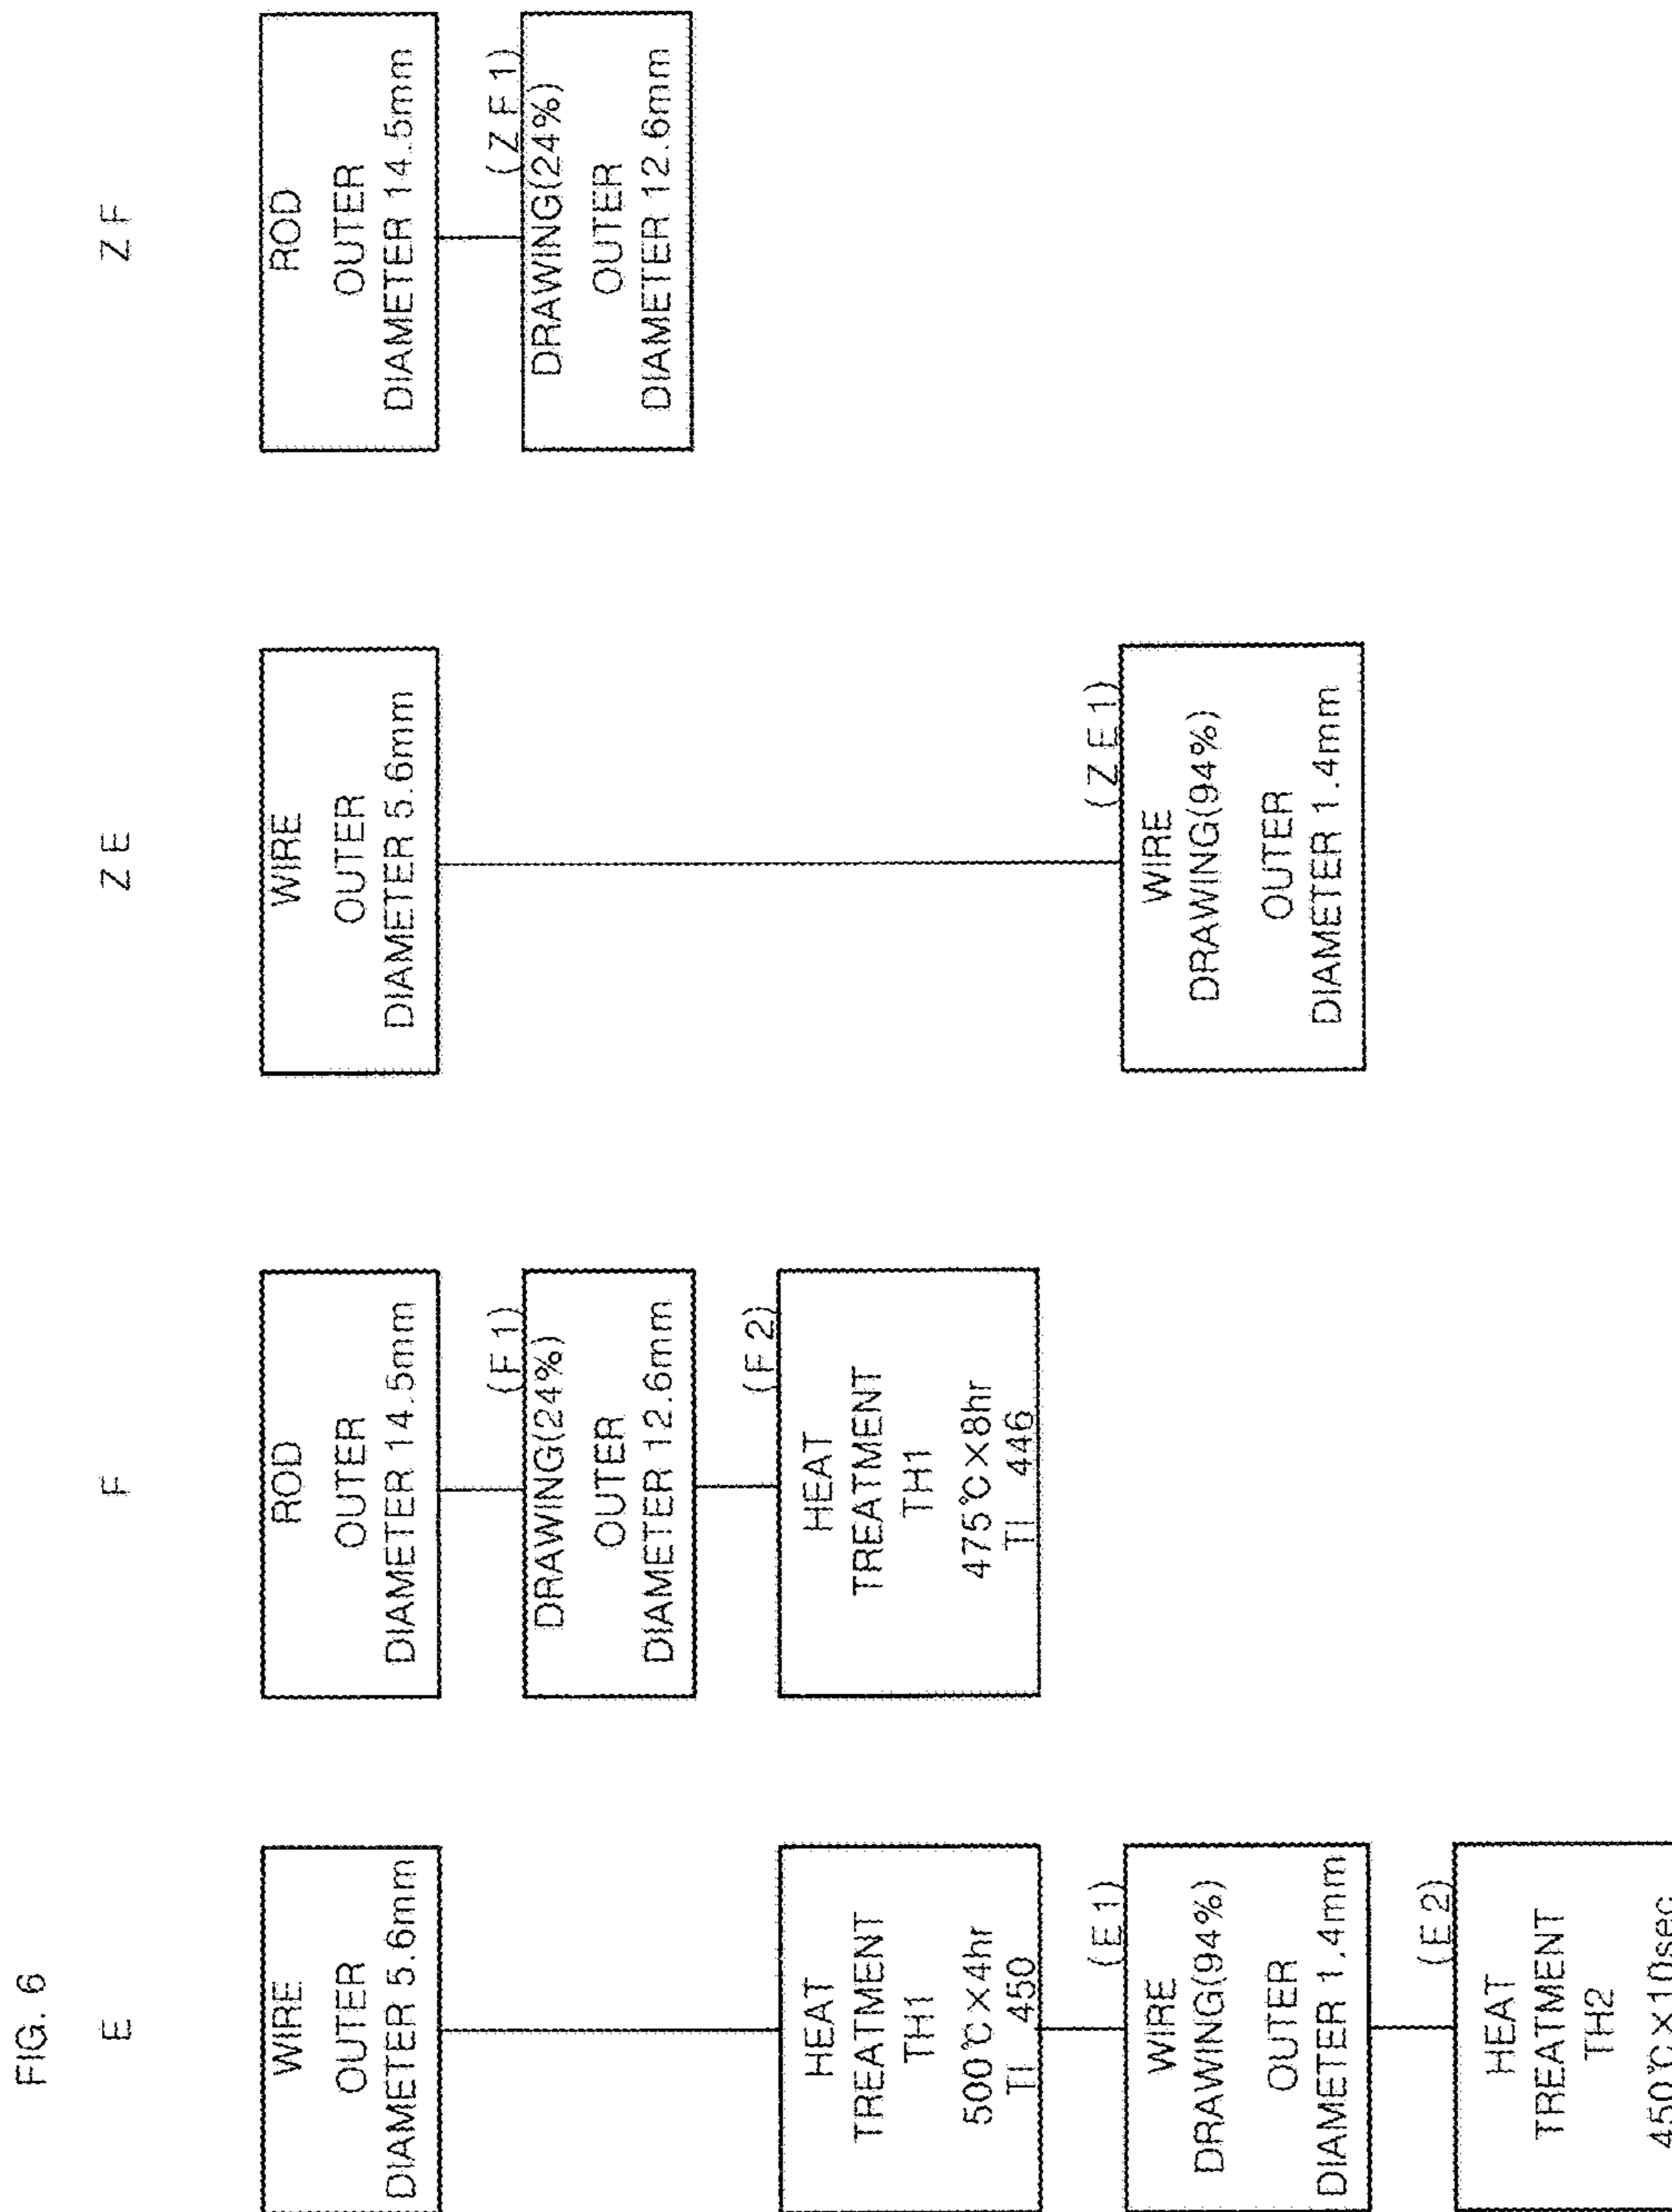 FIG. 6
E
WIRE
OUTER
DIAMETER 5.6mm
HEAT
TREATMENT
TH1
500℃×4hr
TI 450
(E1)
WIRE
DRAWING(94%)
OUTER
DIAMETER 1.4mm
(E2)
HEAT
TREATMENT
TH2
450℃×10sec
F
ROD
OUTER
DIAMETER 14.5mm
(F1)
DRAWING(24%)
OUTER
DIAMETER 12.6mm
(F2)
HEAT
TREATMENT
TH1
475℃×8hr
TI 446
ZE
WIRE
OUTER
DIAMETER 5.6mm
(ZE1)
WIRE
DRAWING(94%)
OUTER
DIAMETER 1.4mm
ZF
ROD
OUTER
DIAMETER 14.5mm
(ZF1)
DRAWING(24%)
OUTER
DIAMETER 12.6mm